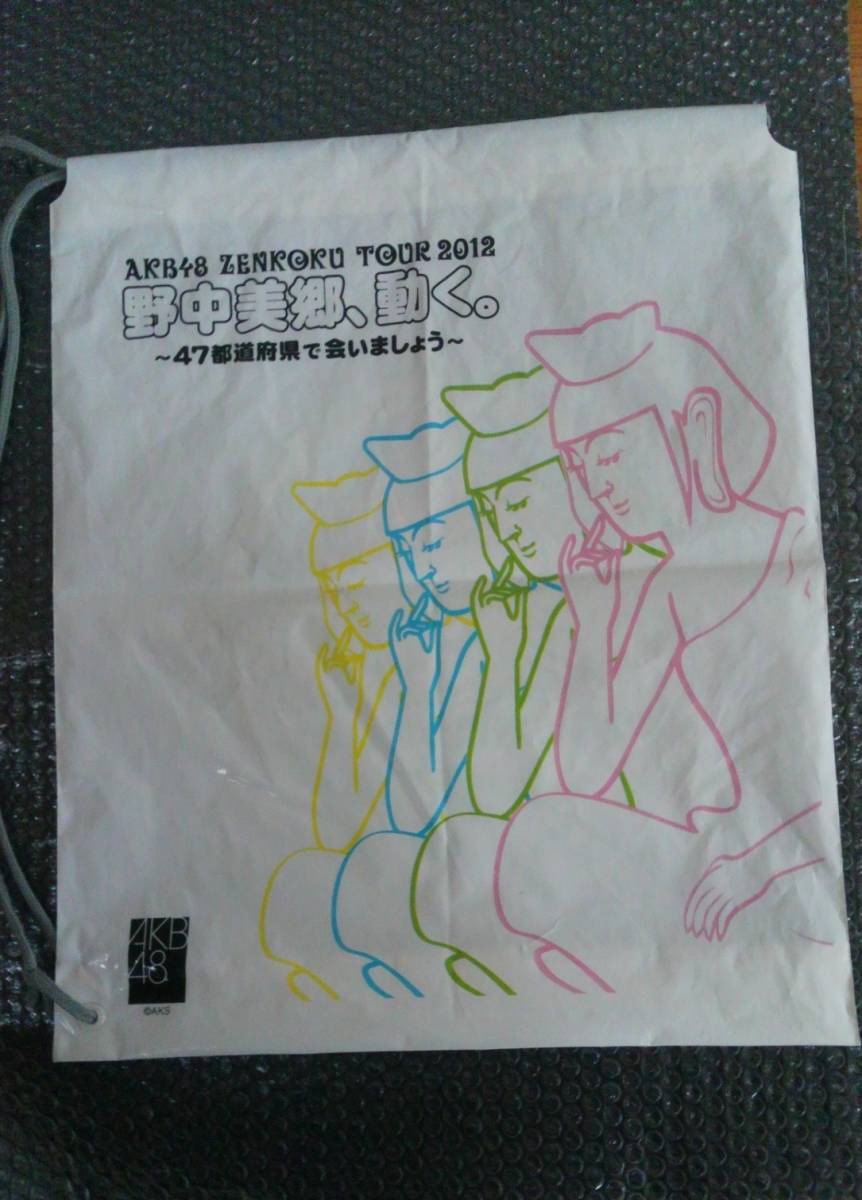 AKB48 ZENKOKU TOUR 2012
野中美郷、動く。
～47都道府県で会いましょう～
AKB
48
©AKS